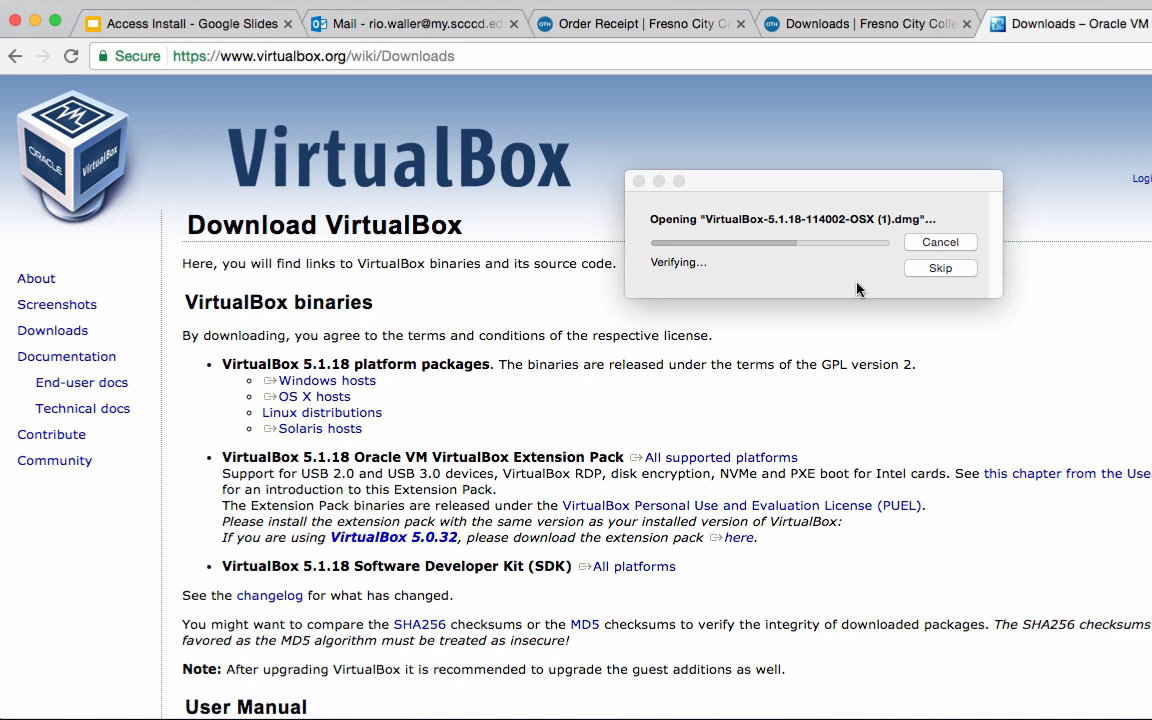 Access Install - Google Slides
Mail - rio.waller@my.scccd.ed
Order Receipt | Fresno City C
Downloads | Fresno City Colle
Downloads – Oracle VM
Secure https://www.virtualbox.org/wiki/Downloads
ORACLE
VirtualBox
VirtualBox
Logi
About
Screenshots
Downloads
Documentation
End-user docs
Technical docs
Contribute
Community
Download VirtualBox
Here, you will find links to VirtualBox binaries and its source code.
Opening "VirtualBox-5.1.18-114002-OSX (1).dmg"...
Cancel
Verifying...
Skip
VirtualBox binaries
By downloading, you agree to the terms and conditions of the respective license.
• VirtualBox 5.1.18 platform packages. The binaries are released under the terms of the GPL version 2.
Windows hosts
OS X hosts
Linux distributions
Solaris hosts
• VirtualBox 5.1.18 Oracle VM VirtualBox Extension Pack All supported platforms
Support for USB 2.0 and USB 3.0 devices, VirtualBox RDP, disk encryption, NVMe and PXE boot for Intel cards. See this chapter from the Use
for an introduction to this Extension Pack.
The Extension Pack binaries are released under the VirtualBox Personal Use and Evaluation License (PUEL).
Please install the extension pack with the same version as your installed version of VirtualBox:
If you are using VirtualBox 5.0.32, please download the extension pack here.
• VirtualBox 5.1.18 Software Developer Kit (SDK) All platforms
See the changelog for what has changed.
You might want to compare the SHA256 checksums or the MD5 checksums to verify the integrity of downloaded packages. The SHA256 checksums
favored as the MD5 algorithm must be treated as insecure!
Note: After upgrading VirtualBox it is recommended to upgrade the guest additions as well.
User Manual